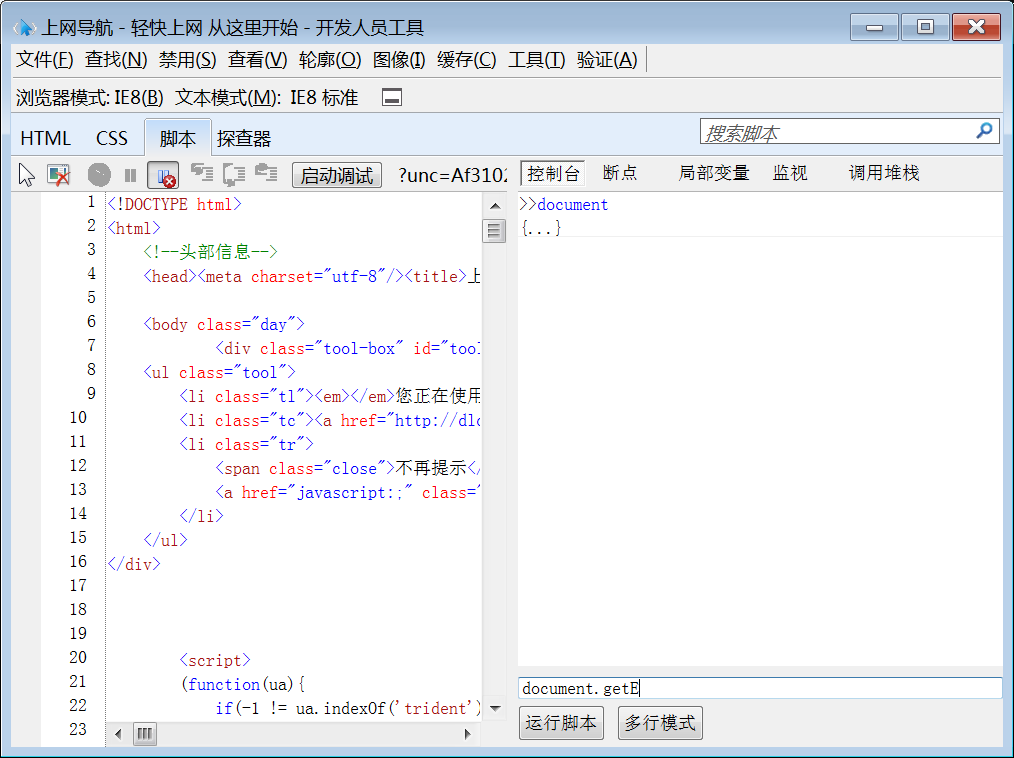 上网导航 - 轻快上网 从这里开始 - 开发人员工具
文件(F) 查找(N) 禁用(S) 查看(V) 轮廓(O) 图像(I) 缓存(C) 工具(T) 验证(A)
浏览器模式: IE8(B) 文本模式(M): IE8 标准
HTML CSS 脚本 探查器 搜索脚本
启动调试 ?unc=Af3102 控制台 断点 局部变量 监视 调用堆栈
1 <!DOCTYPE html>
2 <html>
3 <!--头部信息-->
4 <head><meta charset="utf-8"/><title>上
5
6 <body class="day">
7 <div class="tool-box" id="tool
8 <ul class="tool">
9 <li class="tl"><em></em>您正在使用
10 <li class="tc"><a href="http://dlc
11 <li class="tr">
12 <span class="close">不再提示</
13 <a href="javascript:;" class="
14 </li>
15 </ul>
16 </div>
17
18
19
20 <script>
21 (function(ua){
22 if(-1 != ua.indexOf('trident')
23
>>document
{...}
document.getE
运行脚本 多行模式